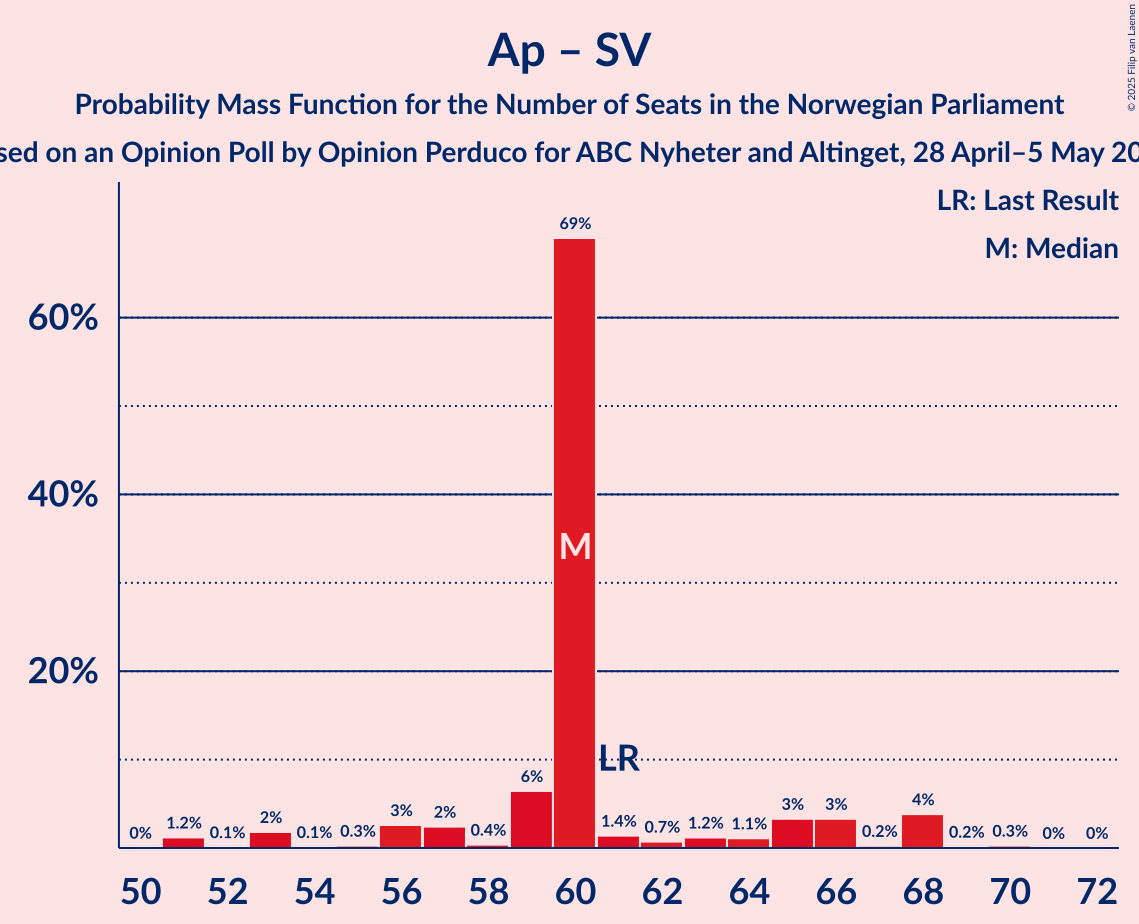 Ap – SV
Probability Mass Function for the Number of Seats in the Norwegian Parliament
sed on an Opinion Poll by Opinion Perduco for ABC Nyheter and Altinget, 28 April–5 May 20
© 2025 Filip van Laenen
LR: Last Result
M: Median
60%
40%
20%
0%
1.2%
0.1%
2%
0.1%
0.3%
3%
2%
0.4%
6%
69%
M
LR
1.4%
0.7%
1.2%
1.1%
3%
3%
0.2%
4%
0.2%
0.3%
0%
0%
50 52 54 56 58 60 62 64 66 68 70 72